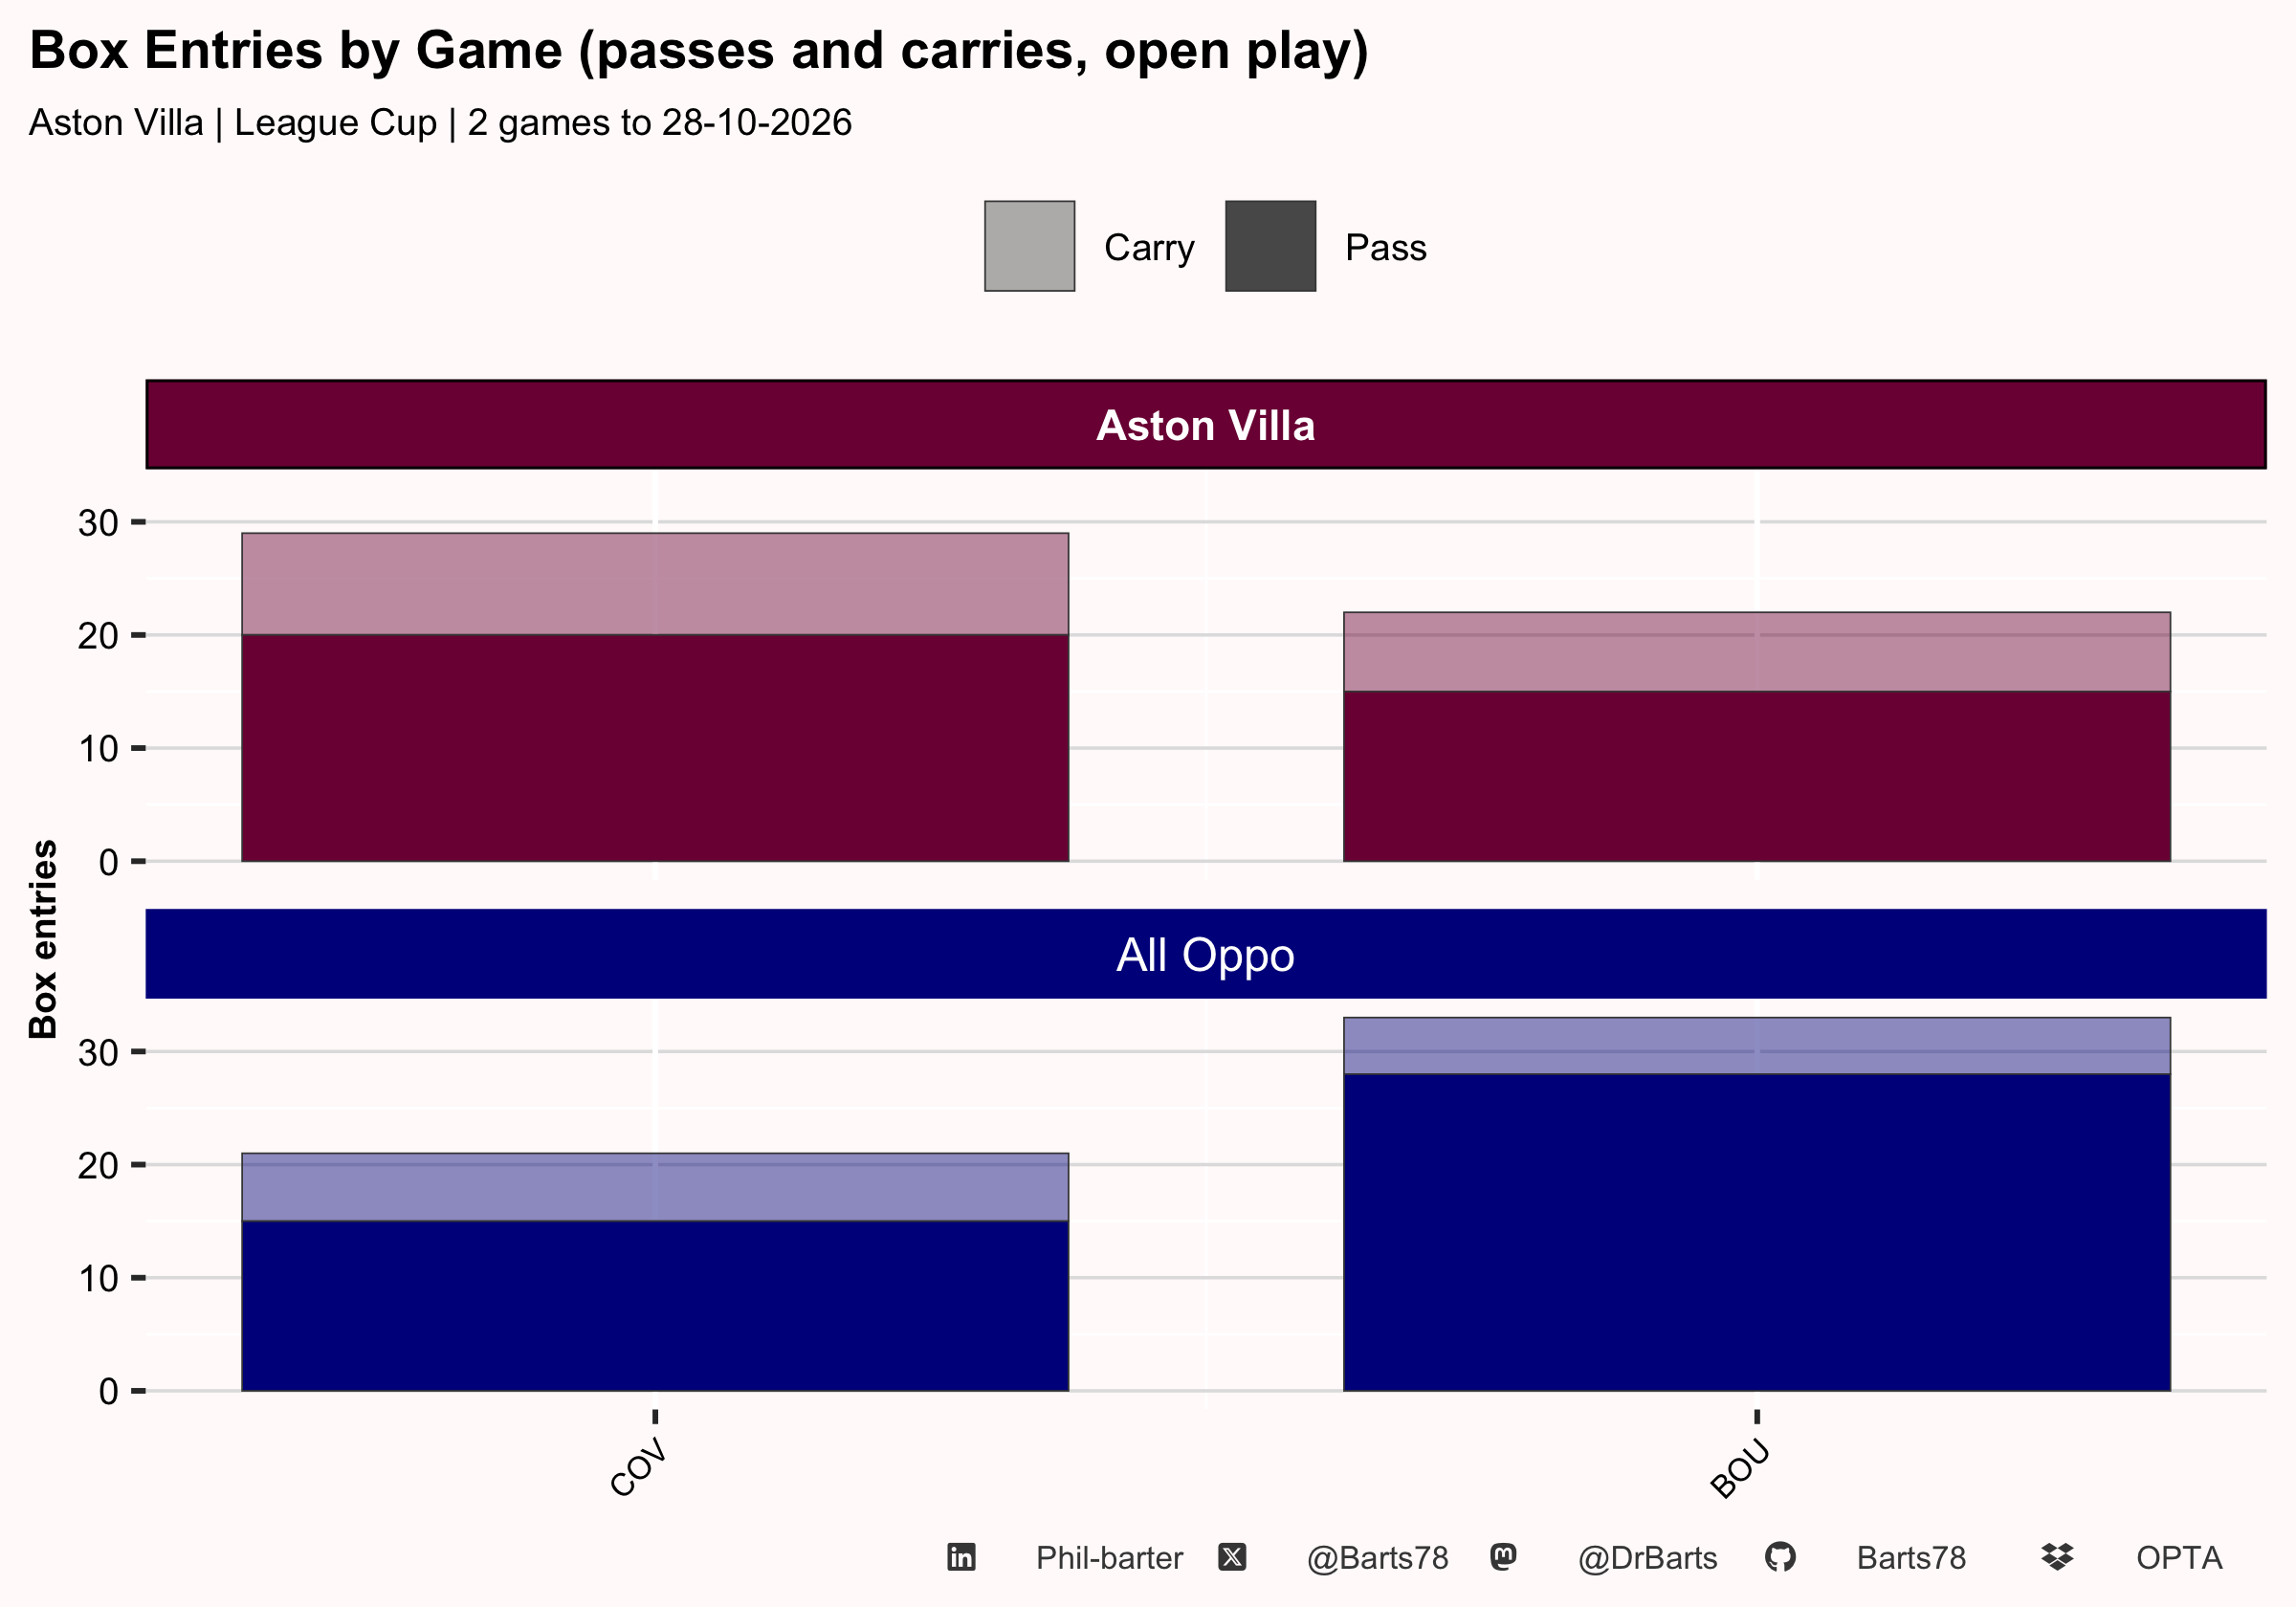 Box Entries by Game (passes and carries, open play)
Aston Villa | League Cup | 2 games to 28-10-2026
Carry Pass
Aston Villa
30
20
10
0
Box entries
All Oppo
30
20
10
0
COV BOU
Phil-barter @Barts78 @DrBarts Barts78 OPTA